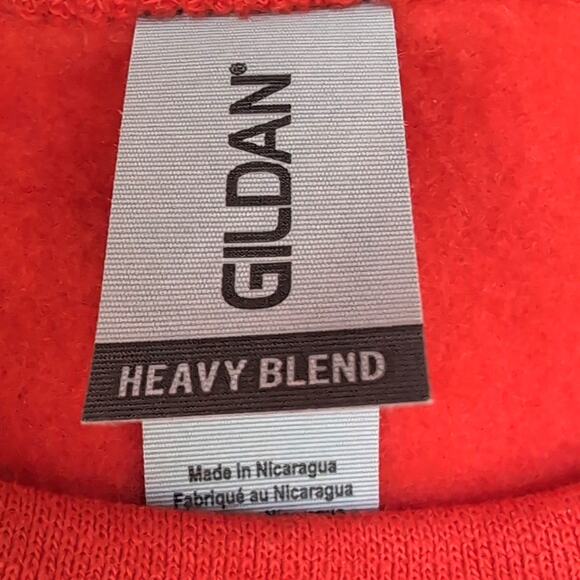 GILDAN®
HEAVY BLEND
Made in Nicaragua
Fabriqué au Nicaragua